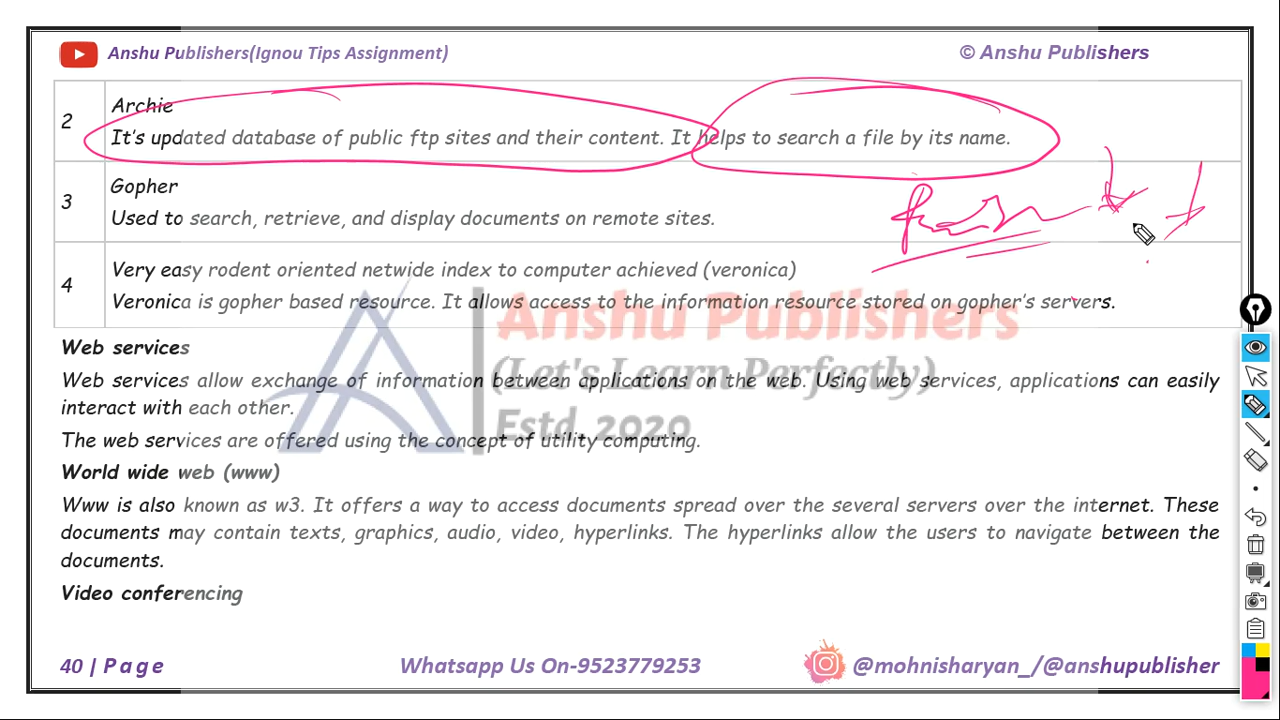 Anshu Publishers(Ignou Tips Assignment)
© Anshu Publishers
2
Archie
It's updated database of public ftp sites and their content. It helps to search a file by its name.
3
Gopher
Used to search, retrieve, and display documents on remote sites.
4
Very easy rodent oriented netwide index to computer achieved (veronica)
Veronica is gopher based resource. It allows access to the information resource stored on gopher's servers.
Anshu Publishers
(Let's Learn Perfectly)
Estd. 2020
Web services
Web services allow exchange of information between applications on the web. Using web services, applications can easily
interact with each other.
The web services are offered using the concept of utility computing.
World wide web (www)
Www is also known as w3. It offers a way to access documents spread over the several servers over the internet. These
documents may contain texts, graphics, audio, video, hyperlinks. The hyperlinks allow the users to navigate between the
documents.
Video conferencing
40 | Page
Whatsapp Us On-9523779253
@mohnisharyan_/@anshupublisher